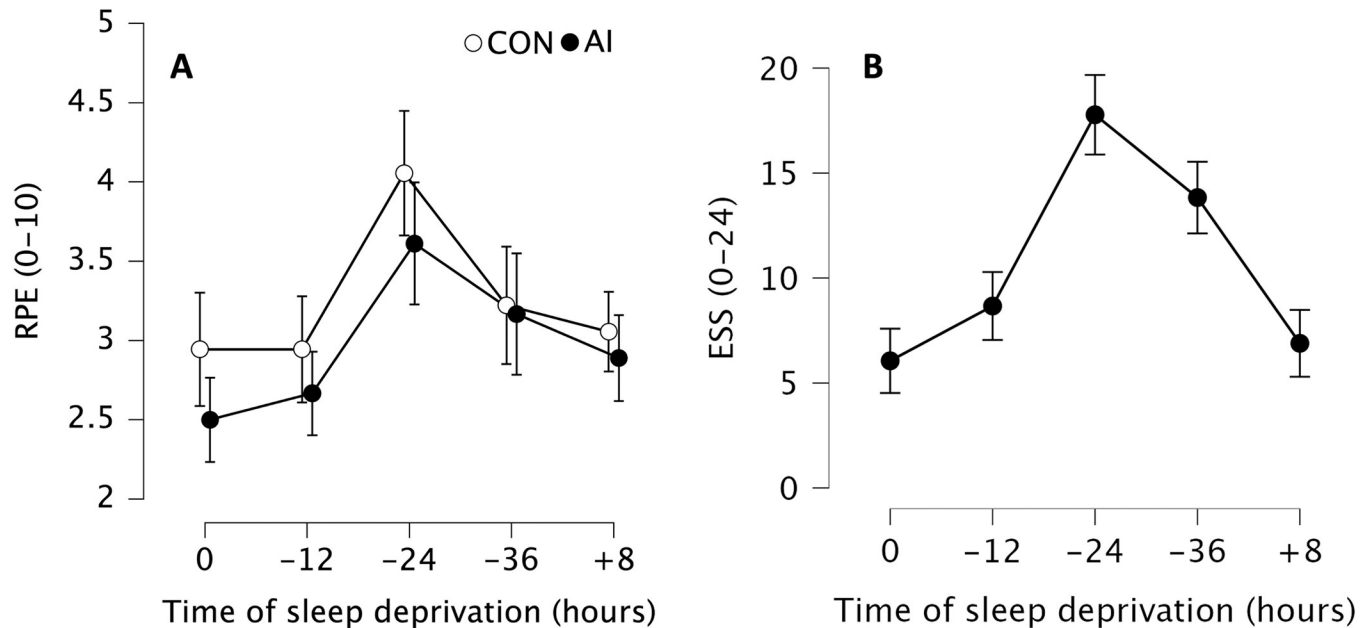 A
CON AI
RPE (0–10)
5
4.5
4
3.5
3
2.5
2
0 –12 –24 –36 +8
Time of sleep deprivation (hours)
B
ESS (0–24)
20
15
10
5
0
0 –12 –24 –36 +8
Time of sleep deprivation (hours)